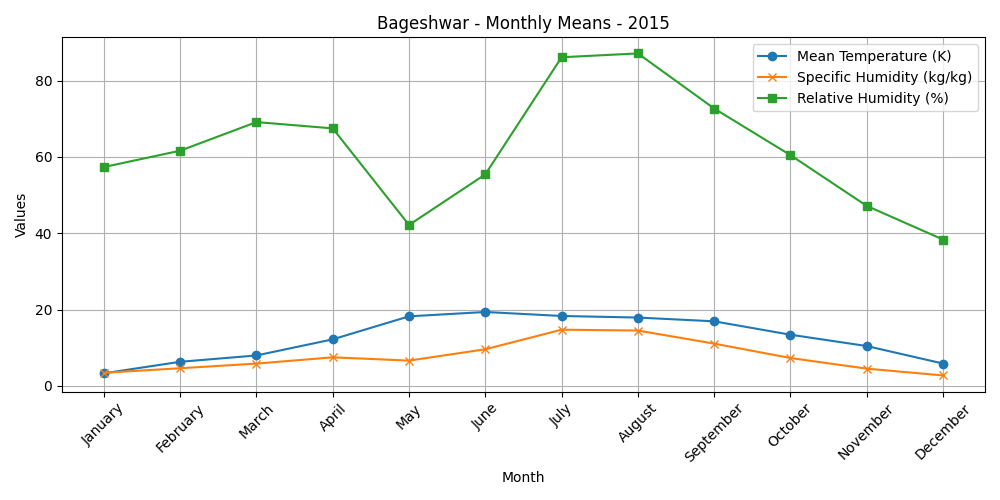 Bageshwar - Monthly Means - 2015
Mean Temperature (K)
Specific Humidity (kg/kg)
Relative Humidity (%)
Values
80
60
40
20
0
January
February
March
April
May
June
July
August
September
October
November
December
Month